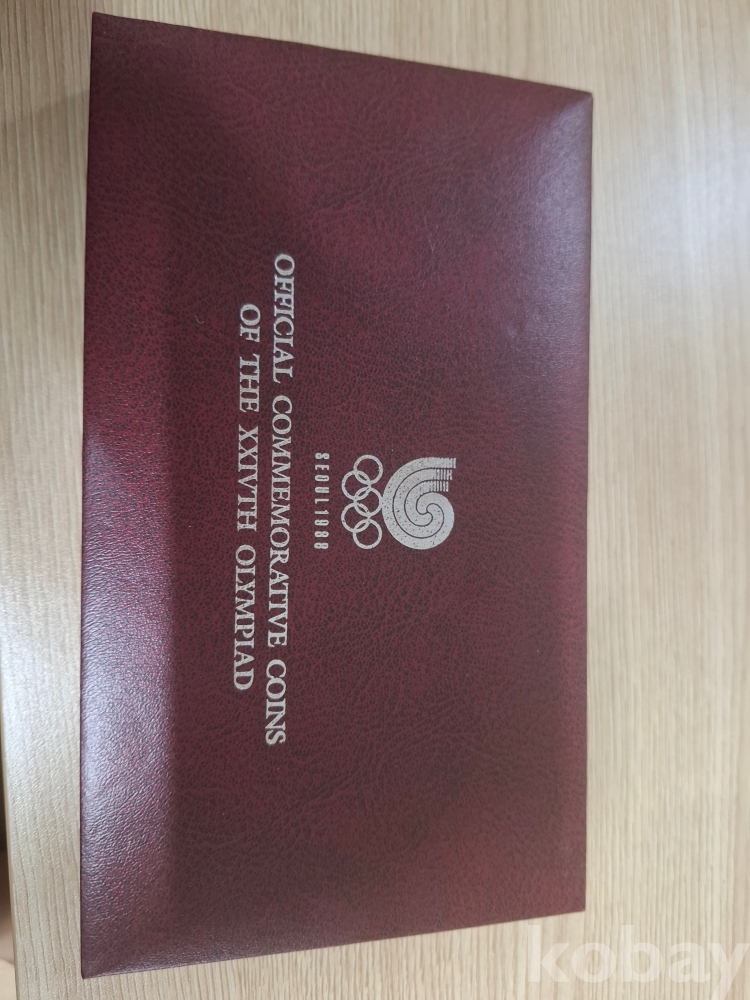 SEOUL 1988
OFFICIAL COMMEMORATIVE COINS
OF THE XXIVTH OLYMPIAD
kobay